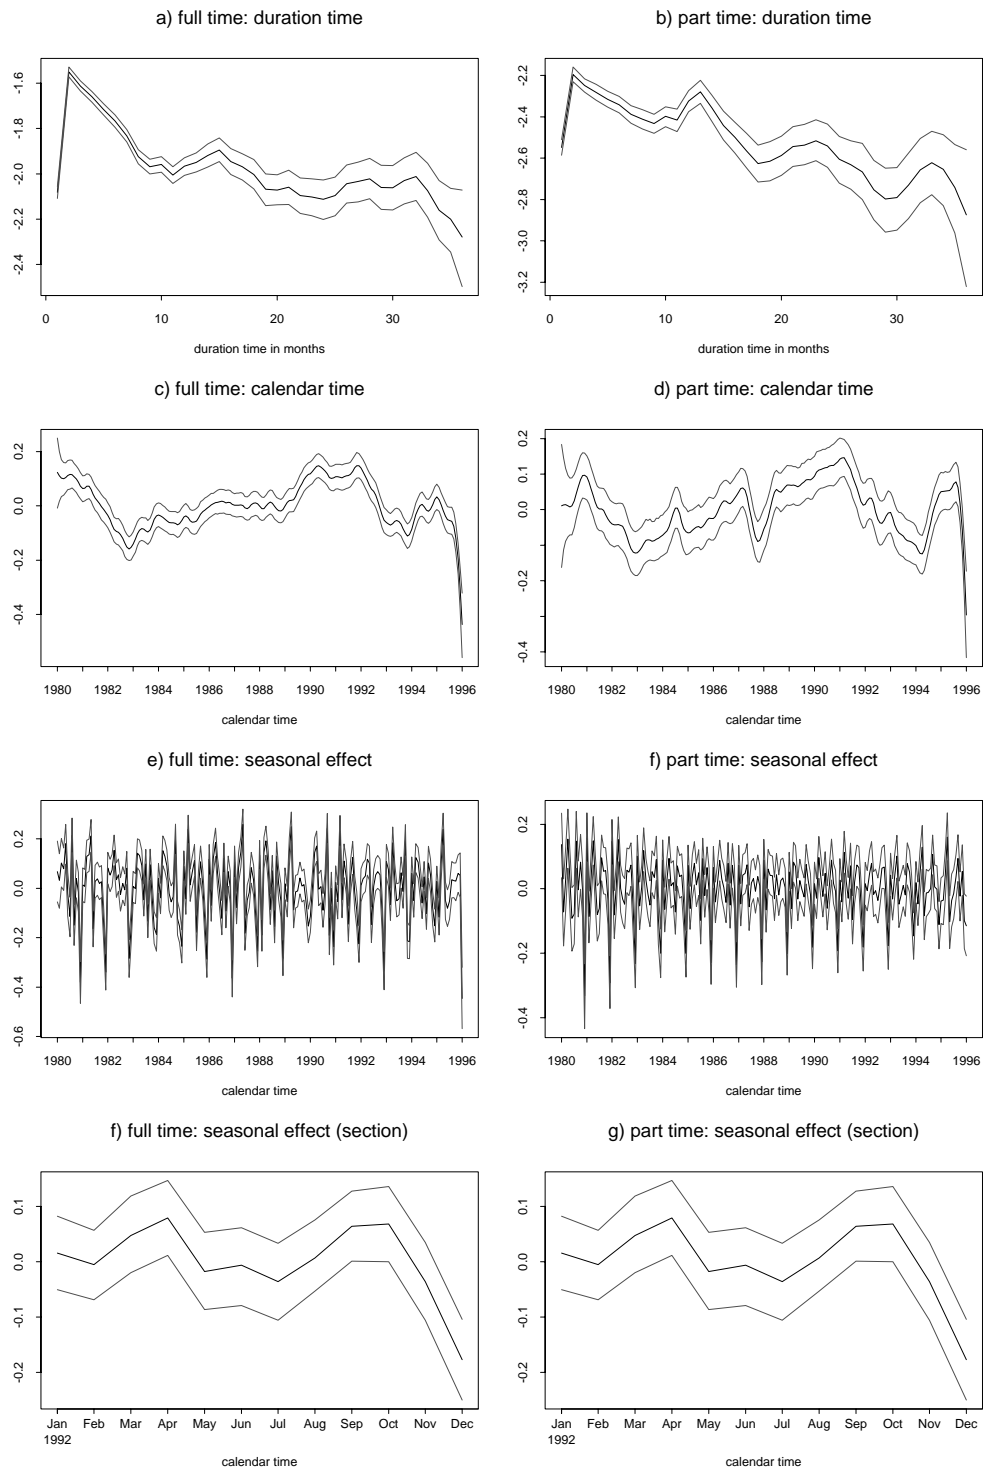 a) full time: duration time
b) part time: duration time
-1.6
-1.8
-2.0
-2.2
-2.4
0 10 20 30
duration time in months
-2.2
-2.4
-2.6
-2.8
-3.0
-3.2
0 10 20 30
duration time in months
c) full time: calendar time
d) part time: calendar time
0.2
0.0
-0.2
-0.4
1980 1982 1984 1986 1988 1990 1992 1994 1996
calendar time
0.2
0.1
0.0
-0.2
-0.4
1980 1982 1984 1986 1988 1990 1992 1994 1996
calendar time
e) full time: seasonal effect
f) part time: seasonal effect
0.2
0.0
-0.2
-0.4
-0.6
1980 1982 1984 1986 1988 1990 1992 1994 1996
calendar time
0.2
0.0
-0.2
-0.4
1980 1982 1984 1986 1988 1990 1992 1994 1996
calendar time
f) full time: seasonal effect (section)
g) part time: seasonal effect (section)
0.1
0.0
-0.1
-0.2
Jan Feb Mar Apr May Jun Jul Aug Sep Oct Nov Dec
1992
calendar time
0.1
0.0
-0.1
-0.2
Jan Feb Mar Apr May Jun Jul Aug Sep Oct Nov Dec
1992
calendar time